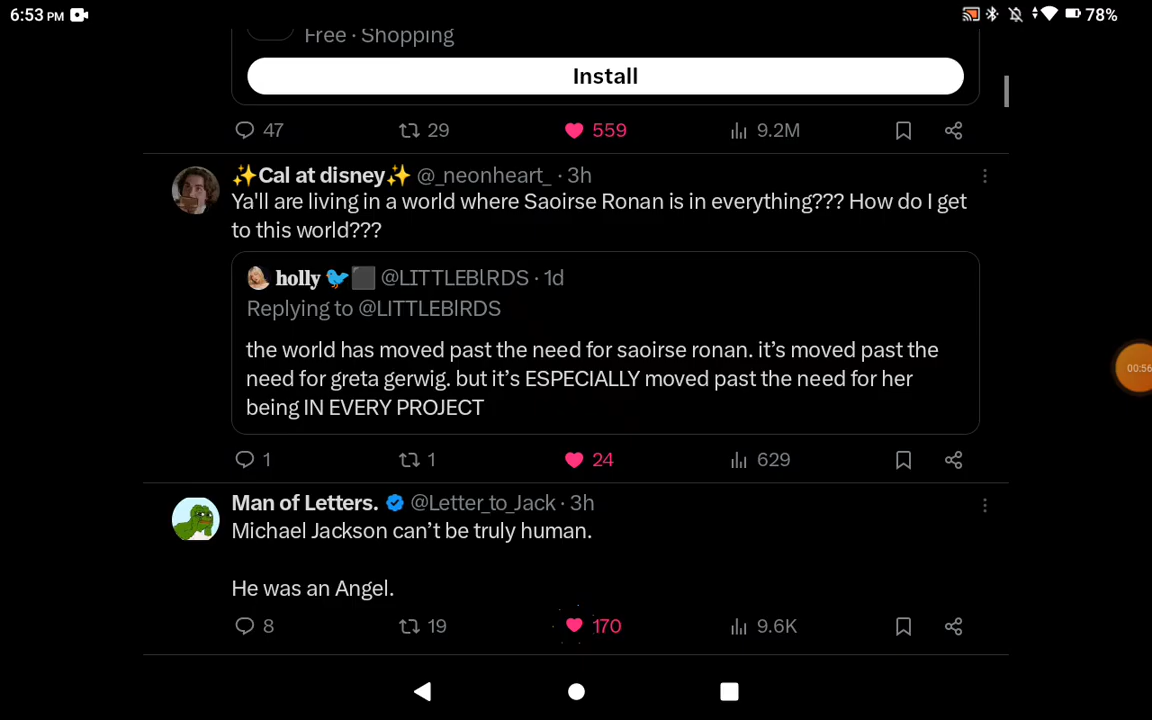 6:53 PM 78%
Free · Shopping
Install
47 29 559 9.2M
✨Cal at disney✨ @_neonheart_ · 3h
Ya'll are living in a world where Saoirse Ronan is in everything??? How do I get
to this world???
holly 🐦⬛ @LITTLEBlRDS · 1d
Replying to @LITTLEBlRDS
the world has moved past the need for saoirse ronan. it’s moved past the
need for greta gerwig. but it’s ESPECIALLY moved past the need for her
being IN EVERY PROJECT
00:56
1 1 24 629
Man of Letters. @Letter_to_Jack · 3h
Michael Jackson can’t be truly human.
He was an Angel.
8 19 170 9.6K